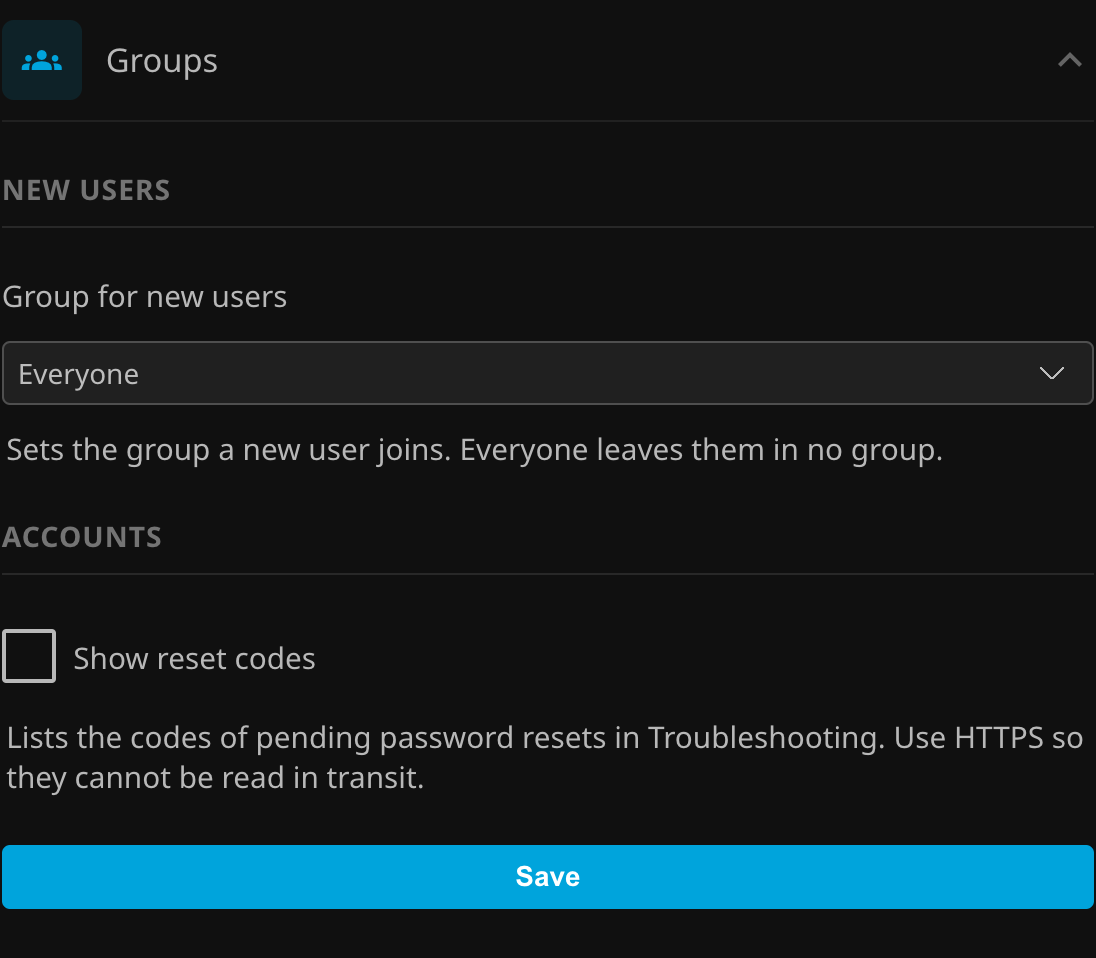 Groups
NEW USERS
Group for new users
Everyone
Sets the group a new user joins. Everyone leaves them in no group.
ACCOUNTS
Show reset codes
Lists the codes of pending password resets in Troubleshooting. Use HTTPS so
they cannot be read in transit.
Save